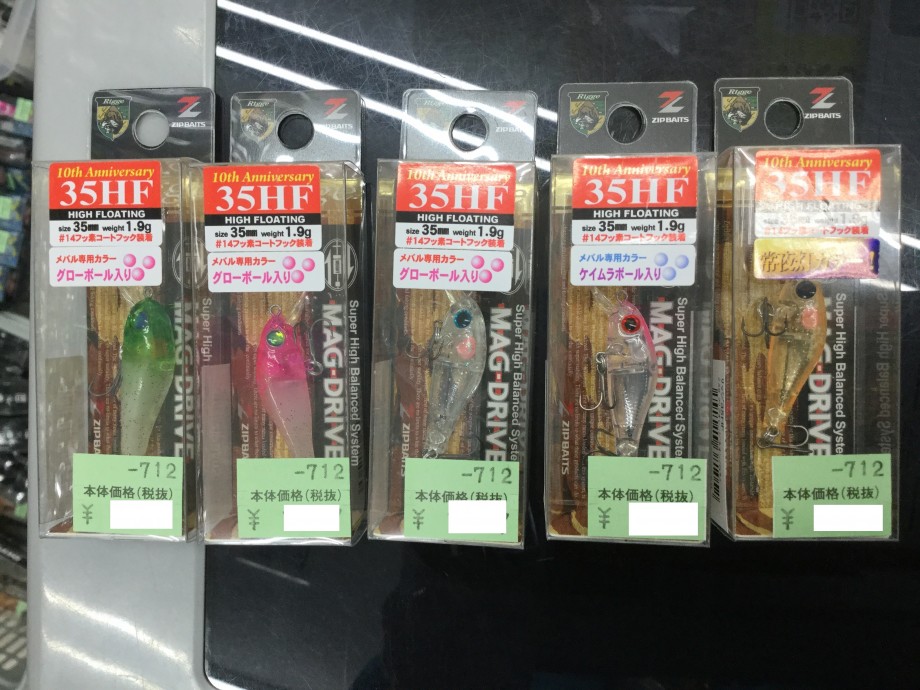 Rigge
ZIPBAITS
10th Anniversary
35HF
HIGH FLOATING
size 35mm weight 1.9g
#14フッ素コートフック装着
メバル専用カラー
グローボール入り
Super High
MAG-DRIVE
ZIPBAITS
-712
本体価格(税抜)
¥
Rigge
ZIPBAITS
10th Anniversary
35HF
HIGH FLOATING
size 35mm weight 1.9g
#14フッ素コートフック装着
メバル専用カラー
グローボール入り
Super High Balanced System
MAG-DRIVE
-712
本体価格(税抜)
¥
Rigge
10th Anniversary
35HF
HIGH FLOATING
size 35mm weight 1.9g
#14フッ素コートフック装着
メバル専用カラー
グローボール入り
Super High Balanced System
MAG-DRIVE
ZIPBAITS
-712
本体価格(税抜)
¥
Rigge
ZIPBAITS
10th Anniversary
35HF
HIGH FLOATING
size 35mm weight 1.9g
#14フッ素コートフック装着
メバル専用カラー
ケイムラボール入り
Super High Balanced System
MAG-DRIVE
ZIPBAITS
-712
本体価格(税抜)
¥
Rigge
ZIPBAITS
10th Anniversary
35HF
#14フッ素コートフック装着
Super High Balanced System
MAG-DRIVE
-712
本体価格(税抜)
¥